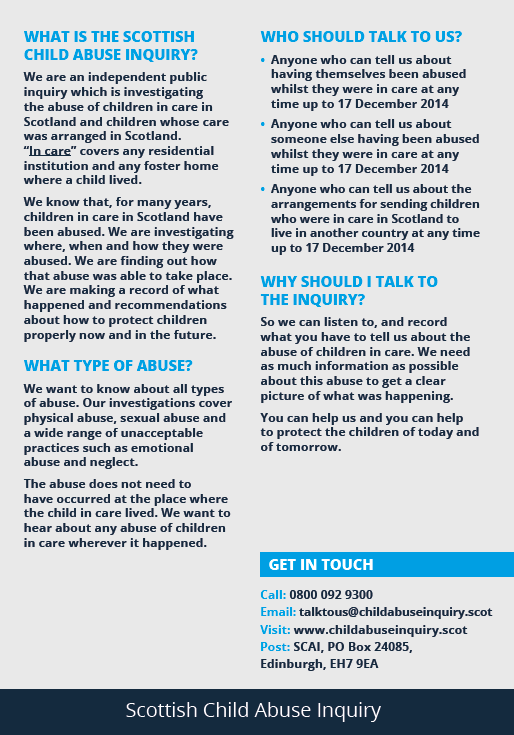 WHAT IS THE SCOTTISH
CHILD ABUSE INQUIRY?
We are an independent public
inquiry which is investigating
the abuse of children in care in
Scotland and children whose care
was arranged in Scotland.
“In care” covers any residential
institution and any foster home
where a child lived.
We know that, for many years,
children in care in Scotland have
been abused. We are investigating
where, when and how they were
abused. We are finding out how
that abuse was able to take place.
We are making a record of what
happened and recommendations
about how to protect children
properly now and in the future.
WHAT TYPE OF ABUSE?
We want to know about all types
of abuse. Our investigations cover
physical abuse, sexual abuse and
a wide range of unacceptable
practices such as emotional
abuse and neglect.
The abuse does not need to
have occurred at the place where
the child in care lived. We want to
hear about any abuse of children
in care wherever it happened.
WHO SHOULD TALK TO US?
• Anyone who can tell us about
having themselves been abused
whilst they were in care at any
time up to 17 December 2014
• Anyone who can tell us about
someone else having been abused
whilst they were in care at any
time up to 17 December 2014
• Anyone who can tell us about the
arrangements for sending children
who were in care in Scotland to
live in another country at any time
up to 17 December 2014
WHY SHOULD I TALK TO
THE INQUIRY?
So we can listen to, and record
what you have to tell us about the
abuse of children in care. We need
as much information as possible
about this abuse to get a clear
picture of what was happening.
You can help us and you can help
to protect the children of today and
of tomorrow.
GET IN TOUCH
Call: 0800 092 9300
Email: talktous@childabuseinquiry.scot
Visit: www.childabuseinquiry.scot
Post: SCAI, PO Box 24085,
Edinburgh, EH7 9EA
Scottish Child Abuse Inquiry